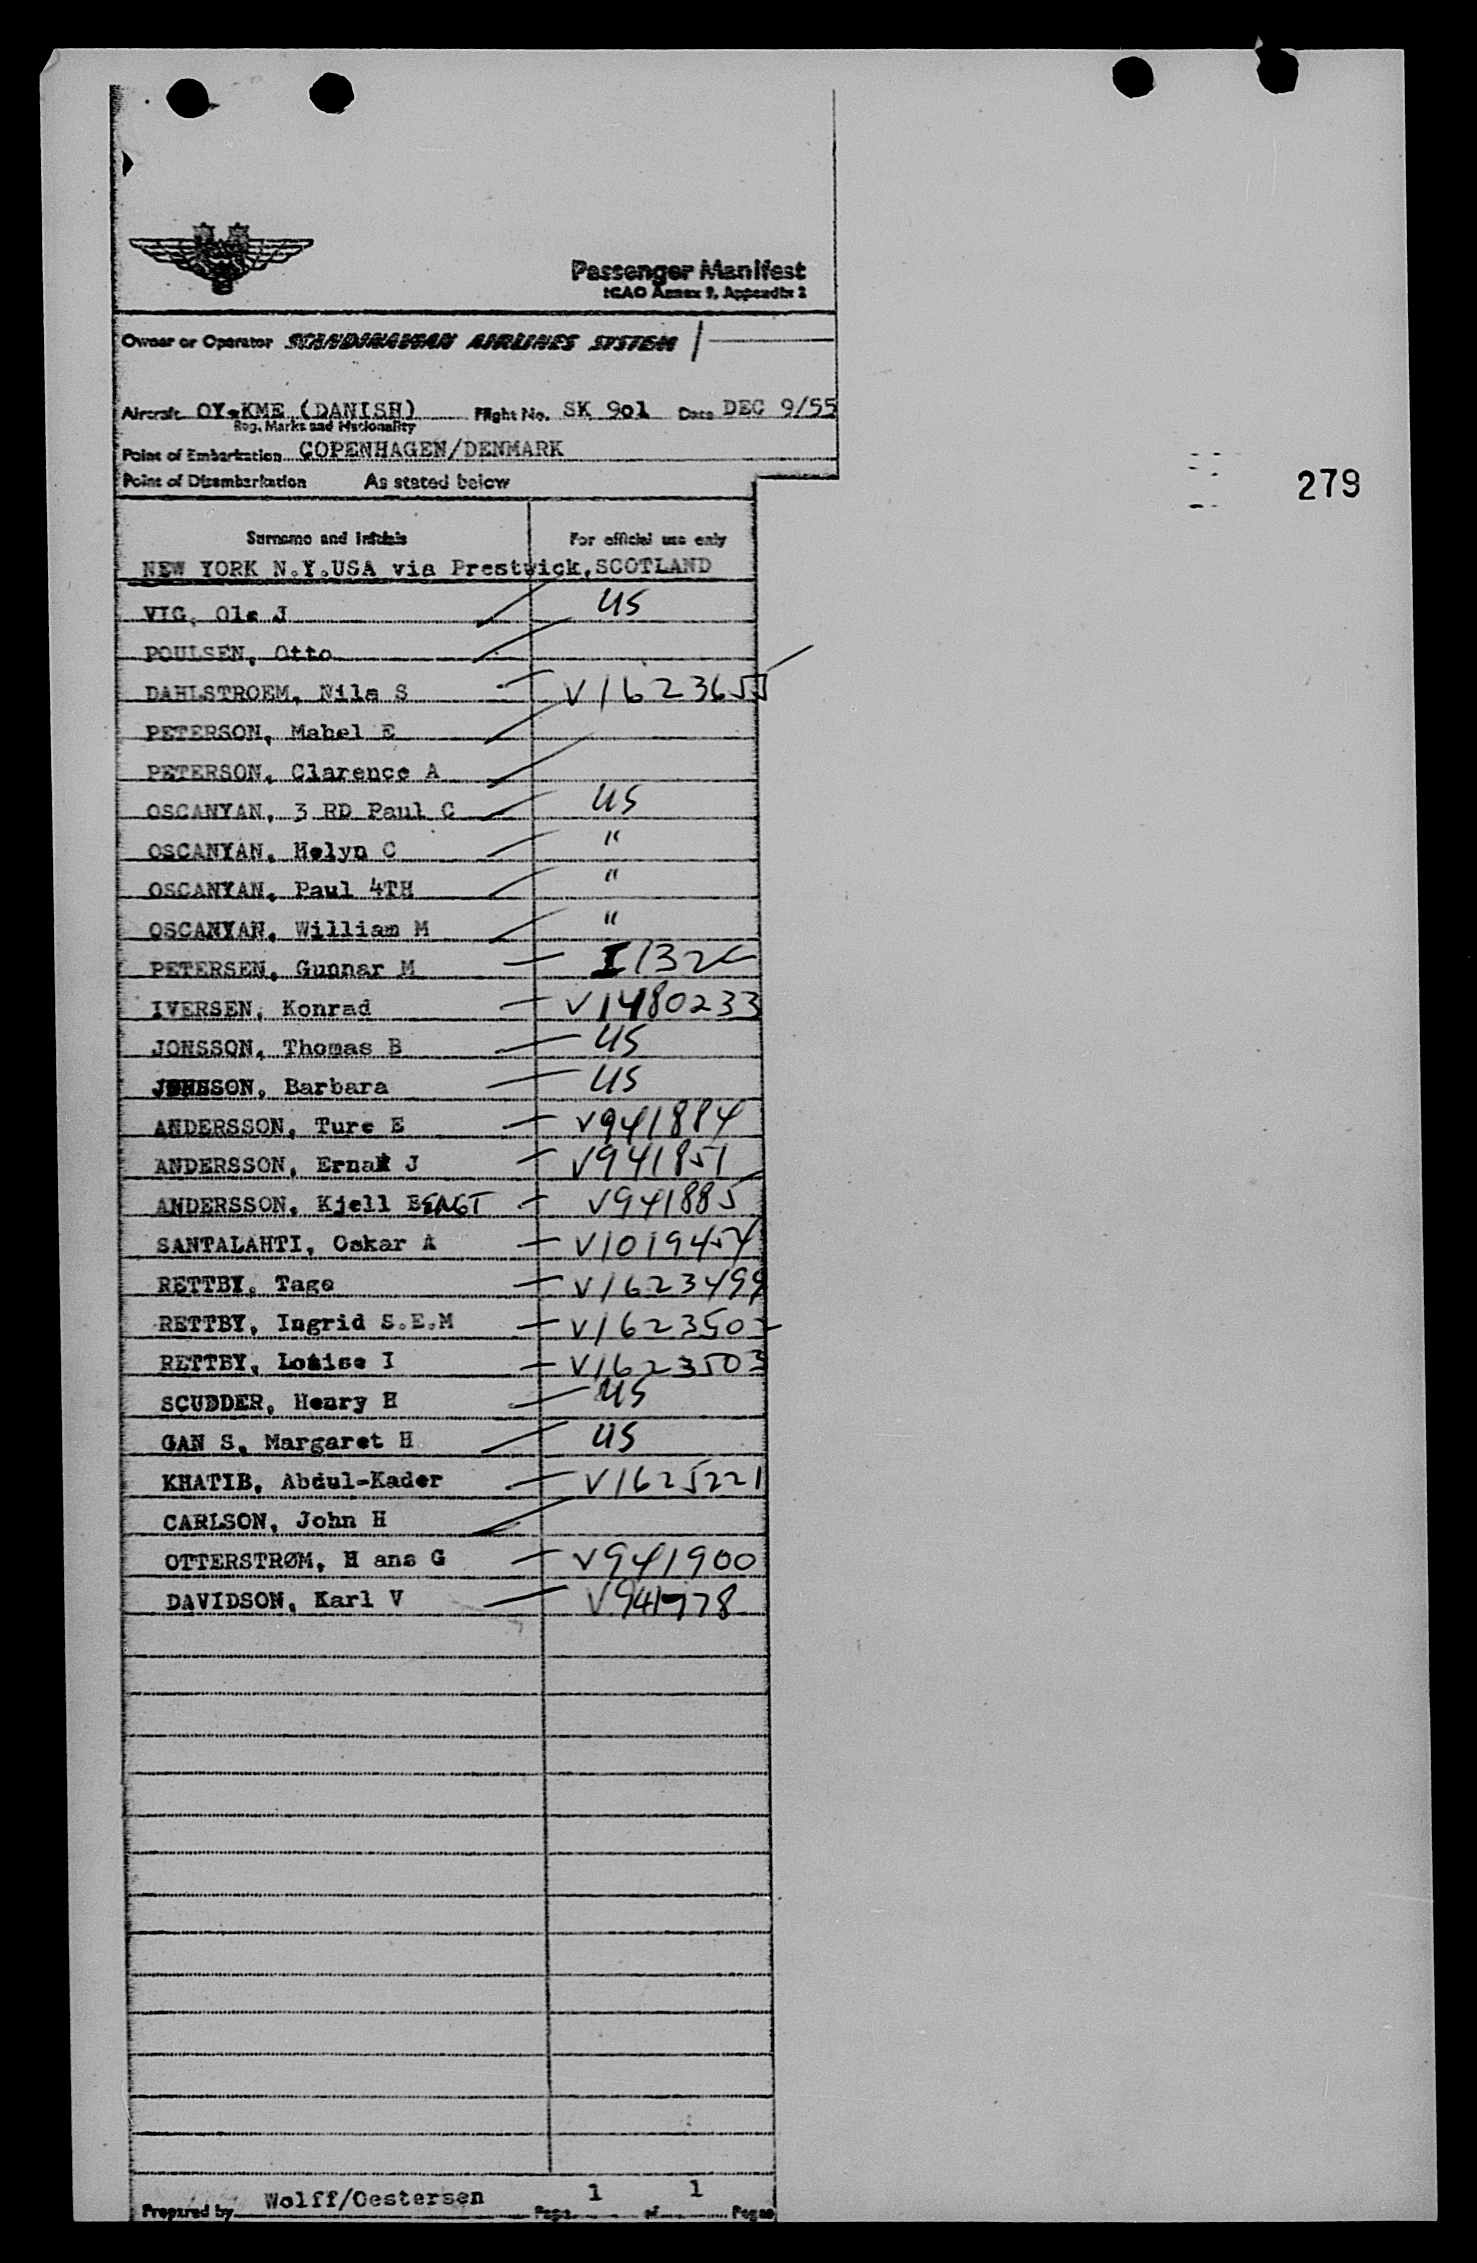 Passenger Manifest
ICAO Annex 9, Appendix 2
Owner or Operator SCANDINAVIAN AIRLINES SYSTEM
Aircraft OY-KME (DANISH) Flight No. SK 901 Date DEC 9/55
Reg. Marks and Nationality
Point of Embarkation COPENHAGEN/DENMARK
Point of Disembarkation As stated below
279
Surname and Initials For official use only
NEW YORK N.Y.USA via Prestwick,SCOTLAND
VIG, Ole J US
POULSEN, Otto
DAHLSTROEM, Nils S V1623655
PETERSON, Mabel E
PETERSON, Clarence A
OSCANYAN, 3 RD Paul C US
OSCANYAN, Helyn C "
OSCANYAN, Paul 4TH "
OSCANYAN, William M "
PETERSEN, Gunnar M
IVERSEN, Konrad V1480233
JONSSON, Thomas B US
JONSSON, Barbara US
ANDERSSON, Ture E V941884
ANDERSSON, Erna J V941851
ANDERSSON, Kjell BENGT V941885
SANTALAHTI, Oskar A V1019454
RETTBY, Tage V1623499
RETTBY, Ingrid S.E.M V1623502
RETTBY, Louise I V1623503
SCUDDER, Henry H US
GAN S, Margaret H US
KHATIB, Abdul-Kader V1625221
CARLSON, John H
OTTERSTRØM, H ans G V941900
DAVIDSON, Karl V V941778
Prepared by Wolff/Oestersen Page 1 of 1 Pages